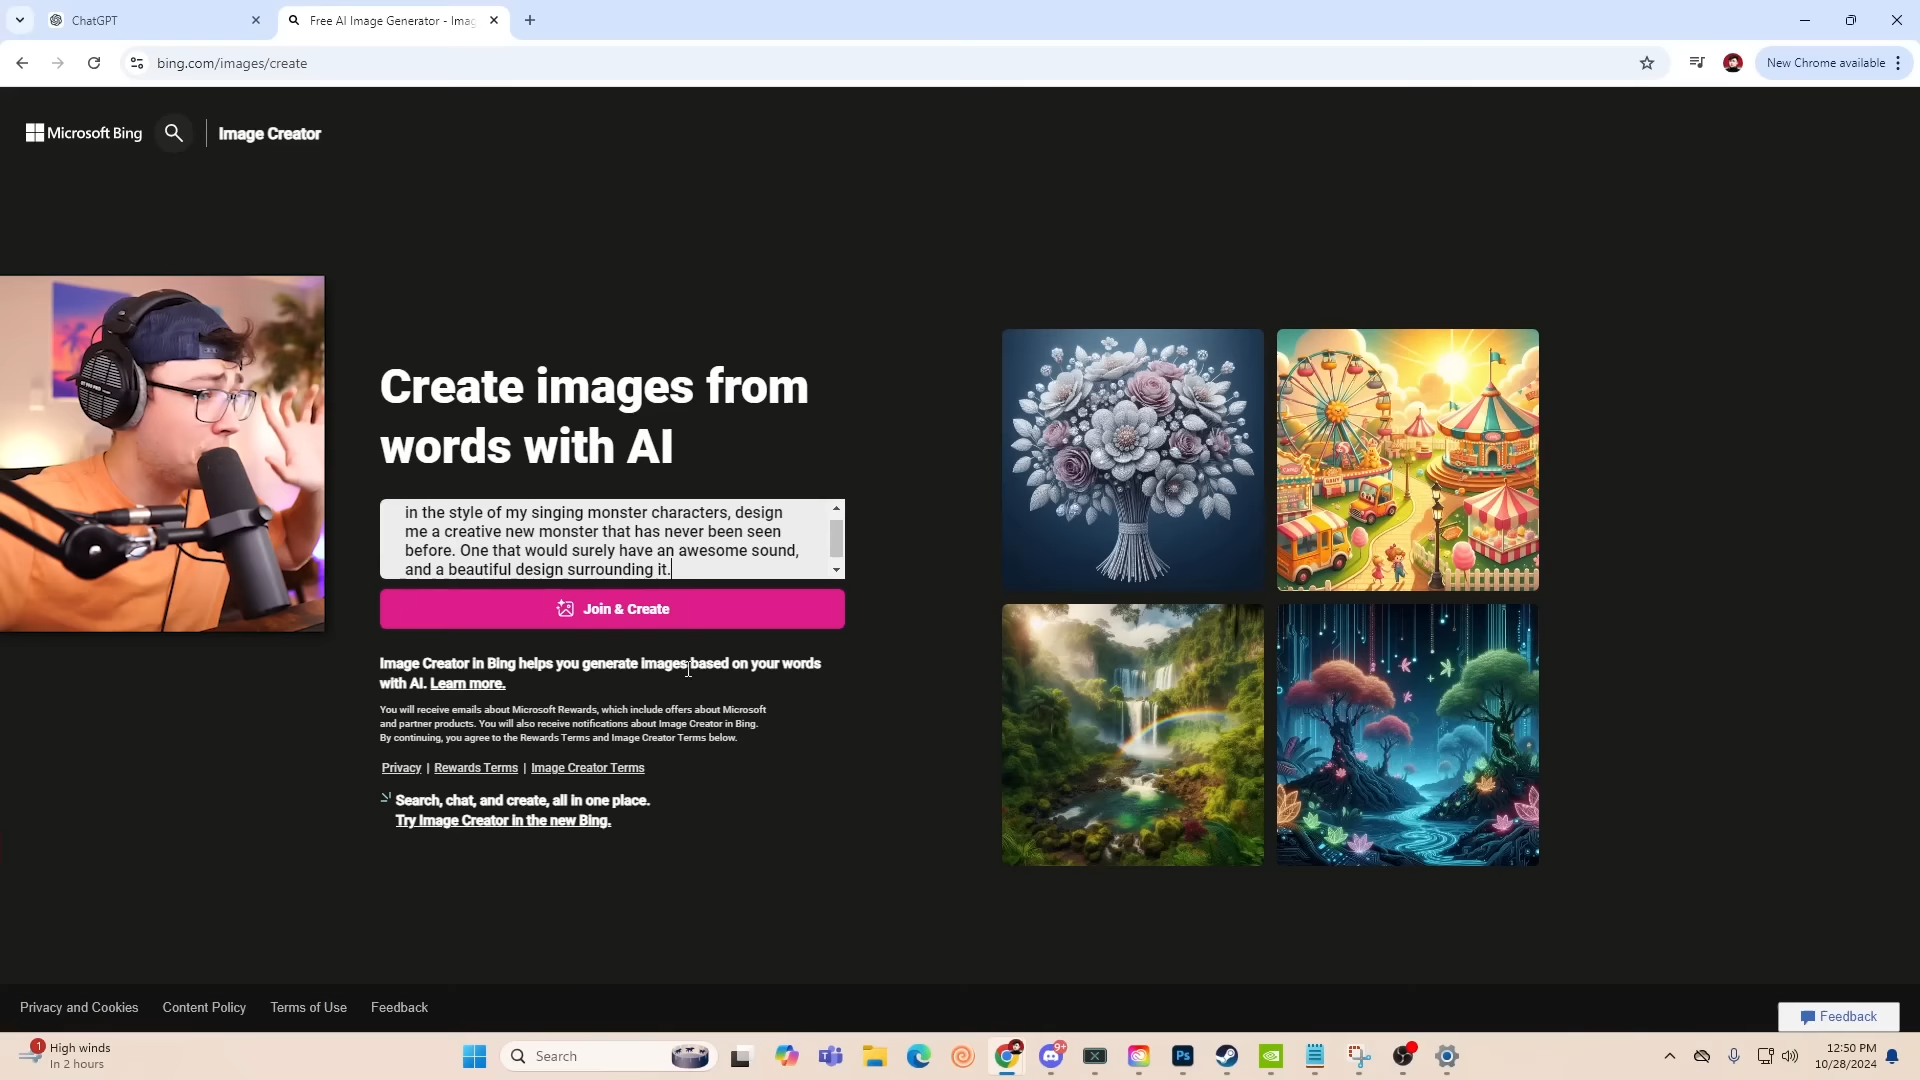 ChatGPT
Free AI Image Generator - Imag
bing.com/images/create
New Chrome available
Microsoft Bing
Image Creator
Create images from
words with AI
in the style of my singing monster characters, design
me a creative new monster that has never been seen
before. One that would surely have an awesome sound,
and a beautiful design surrounding it.
Join & Create
Image Creator in Bing helps you generate images based on your words
with AI. Learn more.
You will receive emails about Microsoft Rewards, which include offers about Microsoft
and partner products. You will also receive notifications about Image Creator in Bing.
By continuing, you agree to the Rewards Terms and Image Creator Terms below.
Privacy | Rewards Terms | Image Creator Terms
Search, chat, and create, all in one place.
Try Image Creator in the new Bing.
Privacy and Cookies Content Policy Terms of Use Feedback
Feedback
1
High winds
In 2 hours
Search
9+
Ps
12:50 PM
10/28/2024